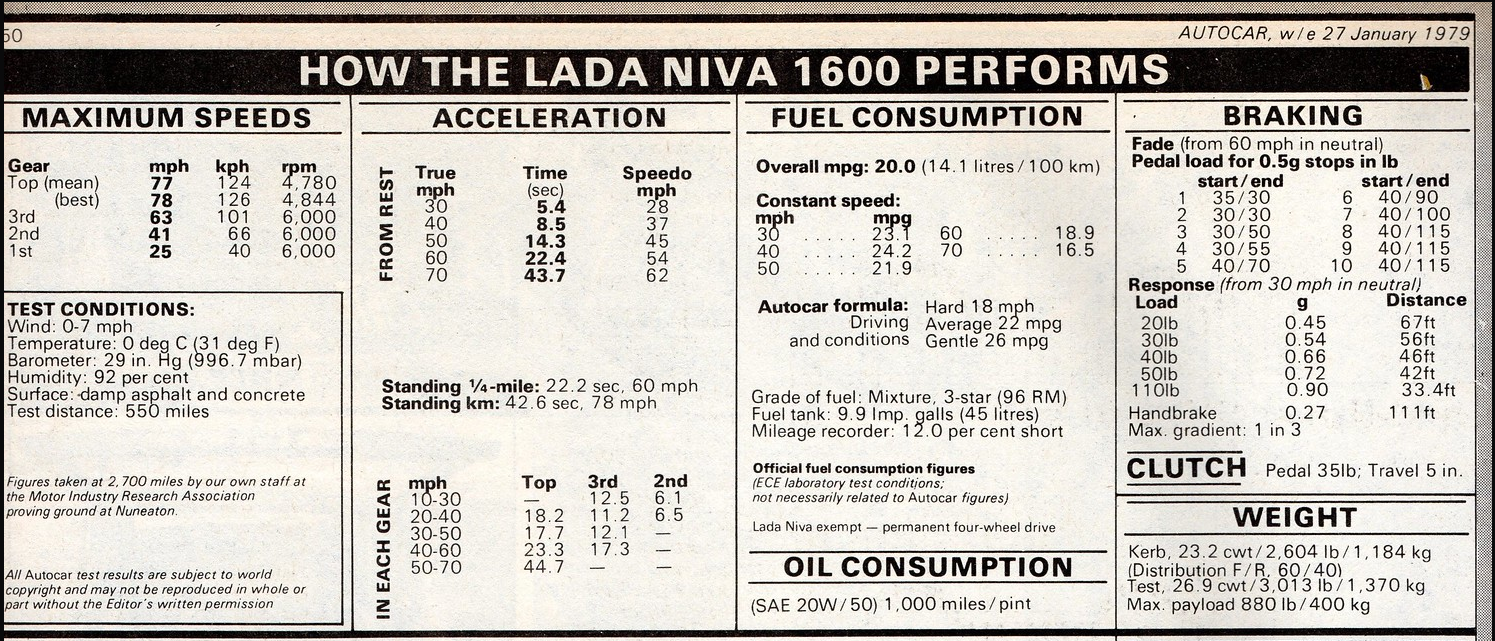 50
AUTOCAR, w/e 27 January 1979
HOW THE LADA NIVA 1600 PERFORMS
MAXIMUM SPEEDS
Gear mph kph rpm
Top (mean) 77 124 4,780
(best) 78 126 4,844
3rd 63 101 6,000
2nd 41 66 6,000
1st 25 40 6,000
TEST CONDITIONS:
Wind: 0-7 mph
Temperature: 0 deg C (31 deg F)
Barometer: 29 in. Hg (996.7 mbar)
Humidity: 92 per cent
Surface: damp asphalt and concrete
Test distance: 550 miles
Figures taken at 2,700 miles by our own staff at
the Motor Industry Research Association
proving ground at Nuneaton.
All Autocar test results are subject to world
copyright and may not be reproduced in whole or
part without the Editor's written permission
ACCELERATION
FROM REST
True Time Speedo
mph (sec) mph
30 5.4 28
40 8.5 37
50 14.3 45
60 22.4 54
70 43.7 62
Standing ¼-mile: 22.2 sec, 60 mph
Standing km: 42.6 sec, 78 mph
IN EACH GEAR
mph Top 3rd 2nd
10-30 — 12.5 6.1
20-40 18.2 11.2 6.5
30-50 17.7 12.1 —
40-60 23.3 17.3 —
50-70 44.7 — —
FUEL CONSUMPTION
Overall mpg: 20.0 (14.1 litres/100 km)
Constant speed:
mph mpg
30 ..... 23.1 60 ..... 18.9
40 ..... 24.2 70 ..... 16.5
50 ..... 21.9
Autocar formula: Hard 18 mph
Driving Average 22 mpg
and conditions Gentle 26 mpg
Grade of fuel: Mixture, 3-star (96 RM)
Fuel tank: 9.9 Imp. galls (45 litres)
Mileage recorder: 12.0 per cent short
Official fuel consumption figures
(ECE laboratory test conditions;
not necessarily related to Autocar figures)
Lada Niva exempt — permanent four-wheel drive
OIL CONSUMPTION
(SAE 20W/50) 1,000 miles/pint
BRAKING
Fade (from 60 mph in neutral)
Pedal load for 0.5g stops in lb
start/end start/end
1 35/30 6 40/90
2 30/30 7 40/100
3 30/50 8 40/115
4 30/55 9 40/115
5 40/70 10 40/115
Response (from 30 mph in neutral)
Load g Distance
20lb 0.45 67ft
30lb 0.54 56ft
40lb 0.66 46ft
50lb 0.72 42ft
110lb 0.90 33.4ft
Handbrake 0.27 111ft
Max. gradient: 1 in 3
CLUTCH Pedal 35lb; Travel 5 in.
WEIGHT
Kerb, 23.2 cwt/2,604 lb/1,184 kg
(Distribution F/R, 60/40)
Test, 26.9 cwt/3,013 lb/1,370 kg
Max. payload 880 lb/400 kg